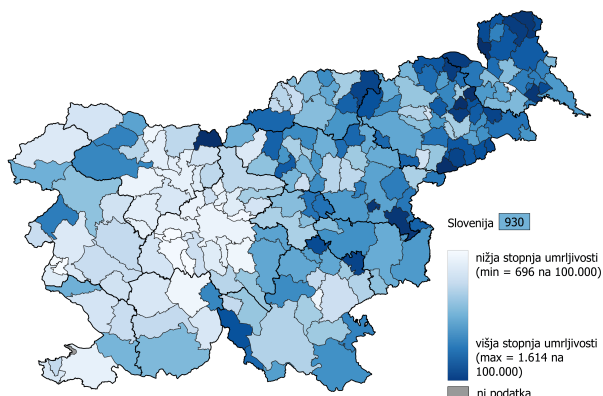 Slovenija 930
nižja stopnja umrljivosti
(min = 696 na 100.000)
višja stopnja umrljivosti
(max = 1.614 na
100.000)
ni podatka